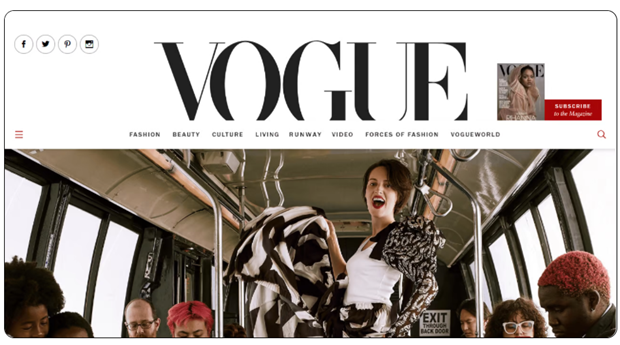 VOGUE
VOGUE
SUBSCRIBE
to the Magazine
FASHION BEAUTY CULTURE LIVING RUNWAY VIDEO FORCES OF FASHION VOGUEWORLD
EXIT
THROUGH
BACK DOOR